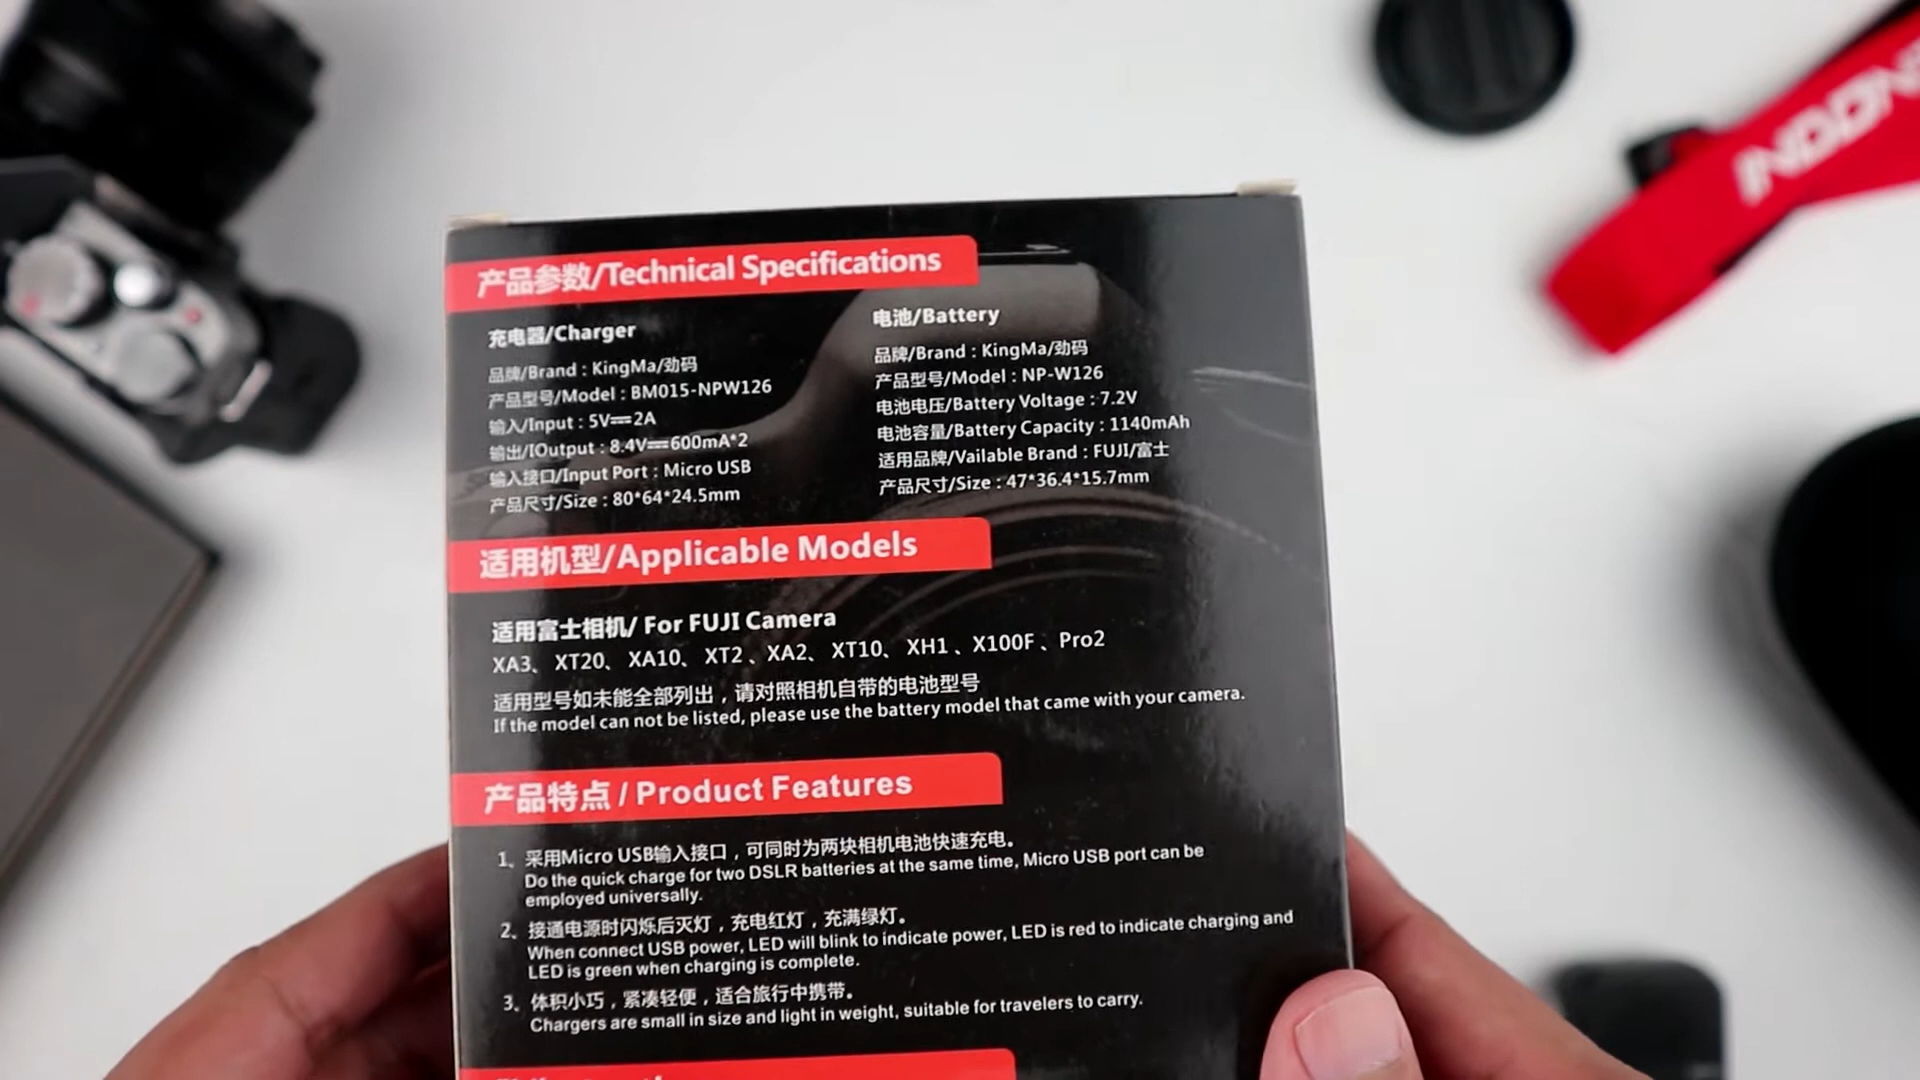 产品参数/Technical Specifications
充电器/Charger
品牌/Brand : KingMa/劲码
产品型号/Model : BM015-NPW126
输入/Input : 5V⎓2A
输出/IOutput : 8.4V⎓600mA*2
输入接口/Input Port : Micro USB
产品尺寸/Size : 80*64*24.5mm
电池/Battery
品牌/Brand : KingMa/劲码
产品型号/Model : NP-W126
电池电压/Battery Voltage : 7.2V
电池容量/Battery Capacity : 1140mAh
适用品牌/Vailable Brand : FUJI/富士
产品尺寸/Size : 47*36.4*15.7mm
适用机型/Applicable Models
适用富士相机/ For FUJI Camera
XA3、 XT20、 XA10、 XT2 、XA2、 XT10、 XH1 、X100F 、Pro2
适用型号如未能全部列出，请对照相机自带的电池型号
If the model can not be listed, please use the battery model that came with your camera.
产品特点 / Product Features
1、采用Micro USB输入接口，可同时为两块相机电池快速充电。
Do the quick charge for two DSLR batteries at the same time, Micro USB port can be
employed universally.
2、接通电源时闪烁后灭灯，充电红灯，充满绿灯。
When connect USB power, LED will blink to indicate power, LED is red to indicate charging and
LED is green when charging is complete.
3、体积小巧，紧凑轻便，适合旅行中携带。
Chargers are small in size and light in weight, suitable for travelers to carry.